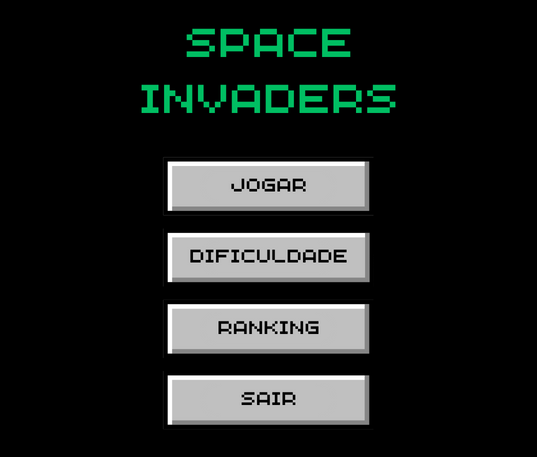 SPACE
INVADERS
JOGAR
DIFICULDADE
RANKING
SAIR